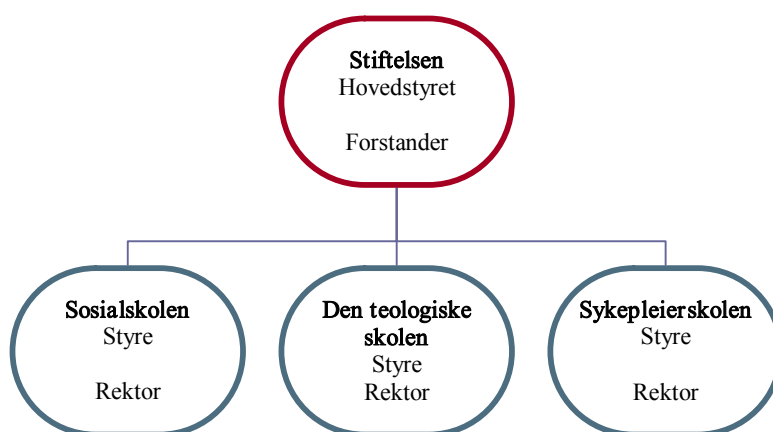 Stiftelsen
Hovedstyret
Forstander
Sosialskolen
Styre
Rektor
Den teologiske
skolen
Styre
Rektor
Sykepleierskolen
Styre
Rektor